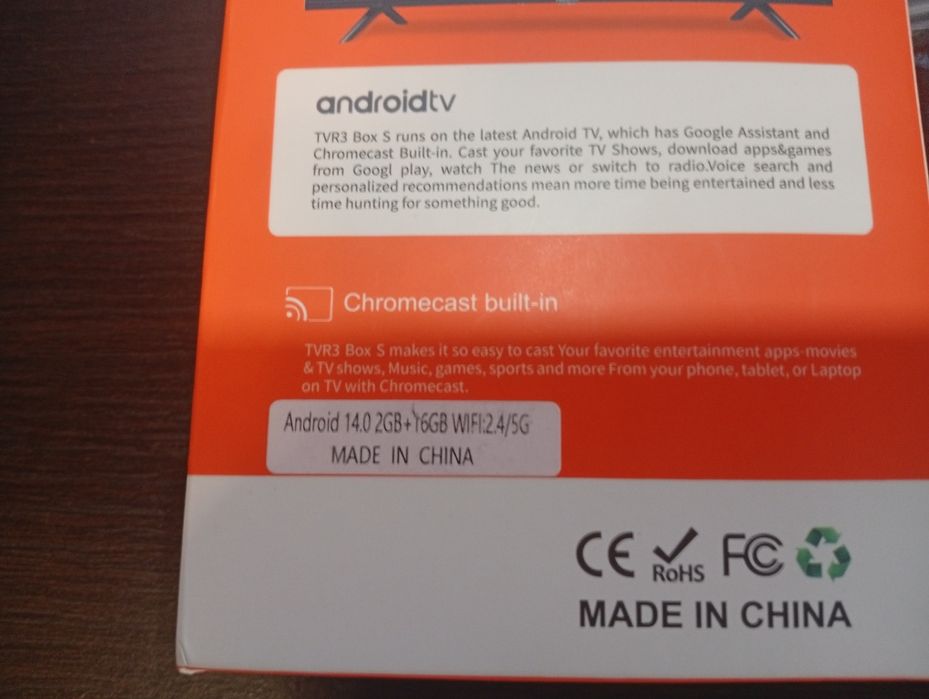 androidtv
TVR3 Box S runs on the latest Android TV, which has Google Assistant and
Chromecast Built-in. Cast your favorite TV Shows, download apps&games
from Googl play, watch The news or switch to radio.Voice search and
personalized recommendations mean more time being entertained and less
time hunting for something good.
Chromecast built-in
TVR3 Box S makes it so easy to cast Your favorite entertainment apps-movies
& TV shows, Music, games, sports and more From your phone, tablet, or Laptop
on TV with Chromecast.
Android 14.0 2GB+16GB WIFI:2.4/5G
MADE IN CHINA
CE RoHS FC
MADE IN CHINA